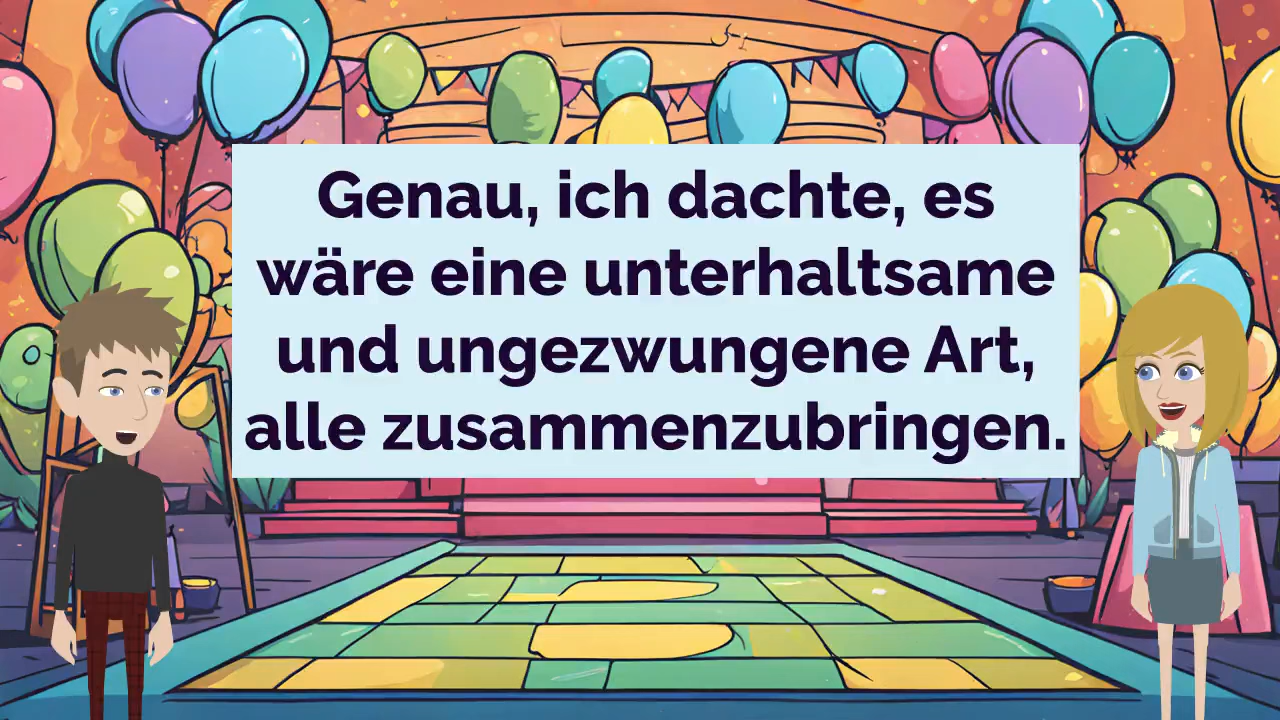 Genau, ich dachte, es
wäre eine unterhaltsame
und ungezwungene Art,
alle zusammenzubringen.